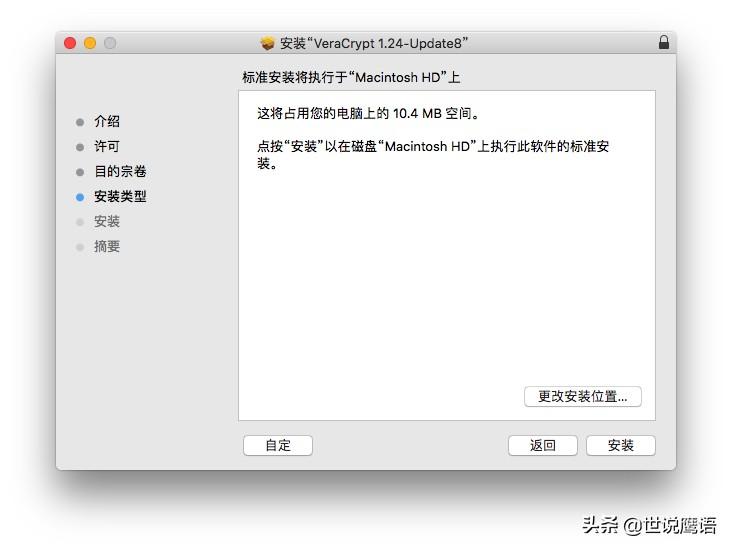 安装“VeraCrypt 1.24-Update8”
标准安装将执行于“Macintosh HD”上
介绍
许可
目的宗卷
安装类型
安装
摘要
这将占用您的电脑上的 10.4 MB 空间。
点按“安装”以在磁盘“Macintosh HD”上执行此软件的标准安
装。
更改安装位置...
自定
返回
安装
头条 @世说鹰语